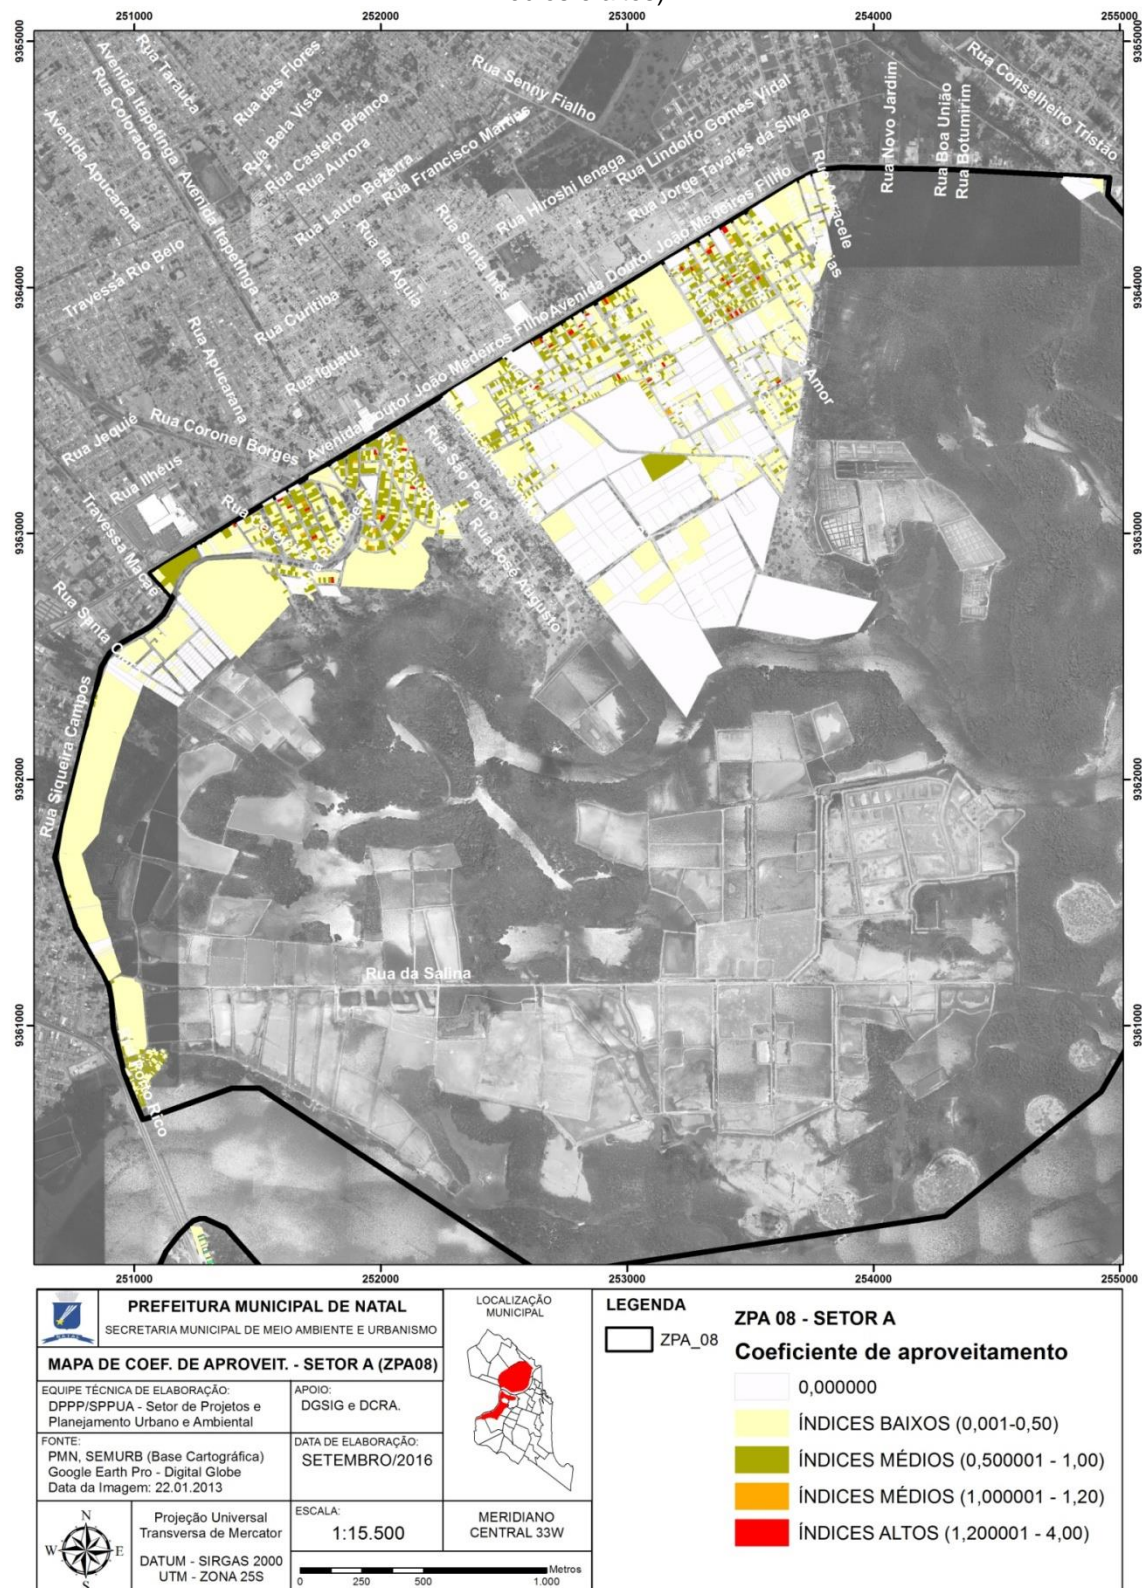 251000 252000 253000 254000 255000
9365000
9365000
Rua Tarauca
Avenida Itapetinga
Rua Colorado
Avenida Apucarana
Rua das Flores
Rua Bela Vista
Rua Castelo Branco
Rua Aurora
Rua Lauro Bezerra
Rua Francisco Martins
Rua Senny Fialho
Rua Lindolfo Gomes Vidal
Rua Jorge Tavares da Silva
Rua Hiroshi Ienaga
Rua Novo Jardim
Rua Boa União
Rua Botumirim
Rua Conselheiro Tristão
Avenida Itapetinga
Travessa Rio Belo
Rua da Águia
Rua Santa Inês
Avenida Doutor João Medeiros Filho
9364000
9364000
Rua Curitiba
Rua Apucarana
Rua Iguatú
Avenida Doutor João Medeiros Filho
Rua Jequié
Rua Coronel Borges
Rua Ilhéus
Travessa Macaé
Rua São Pedro
Rua José Augusto
9363000
9363000
Rua Siqueira Campos
9362000
9362000
Rua da Salina
9361000
9361000
251000 252000 253000 254000 255000
PREFEITURA MUNICIPAL DE NATAL
SECRETARIA MUNICIPAL DE MEIO AMBIENTE E URBANISMO
MAPA DE COEF. DE APROVEIT. - SETOR A (ZPA08)
EQUIPE TÉCNICA DE ELABORAÇÃO:
DPPP/SPPUA - Setor de Projetos e
Planejamento Urbano e Ambiental
APOIO:
DGSIG e DCRA.
FONTE:
PMN, SEMURB (Base Cartográfica)
Google Earth Pro - Digital Globe
Data da Imagem: 22.01.2013
DATA DE ELABORAÇÃO:
SETEMBRO/2016
N
W E
S
Projeção Universal
Transversa de Mercator
DATUM - SIRGAS 2000
UTM - ZONA 25S
ESCALA:
1:15.500
MERIDIANO
CENTRAL 33W
Metros
0 250 500 1.000
LOCALIZAÇÃO
MUNICIPAL
LEGENDA
ZPA_08
ZPA 08 - SETOR A
Coeficiente de aproveitamento
0,000000
ÍNDICES BAIXOS (0,001-0,50)
ÍNDICES MÉDIOS (0,500001 - 1,00)
ÍNDICES MÉDIOS (1,000001 - 1,20)
ÍNDICES ALTOS (1,200001 - 4,00)